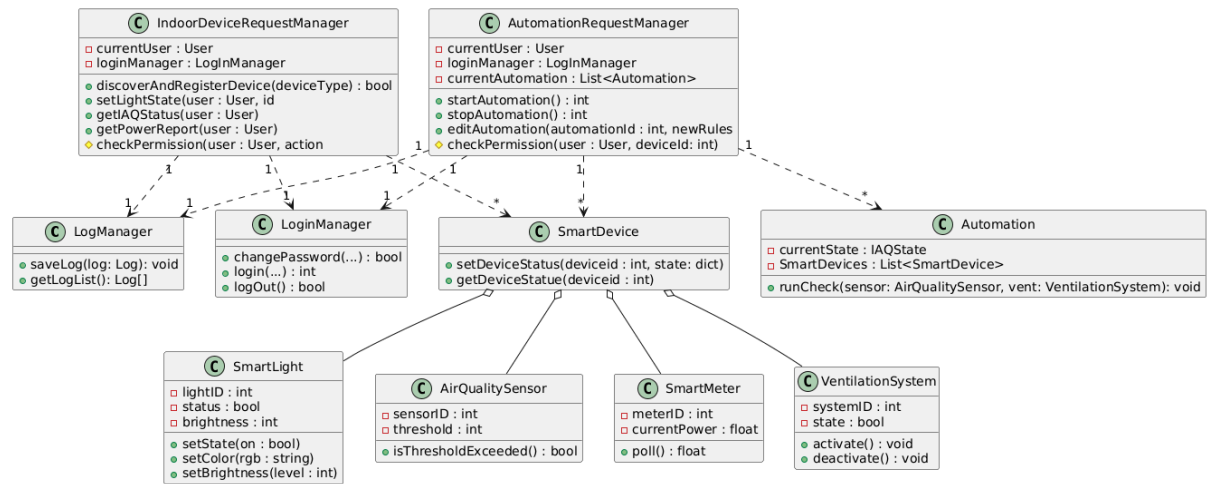 C IndoorDeviceRequestManager
currentUser : User
loginManager : LogInManager
discoverAndRegisterDevice(deviceType) : bool
setLightState(user : User, id
getIAQStatus(user : User)
getPowerReport(user : User)
checkPermission(user : User, action
C AutomationRequestManager
currentUser : User
loginManager : LogInManager
currentAutomation : List<Automation>
startAutomation() : int
stopAutomation() : int
editAutomation(automationId : int, newRules
checkPermission(user : User, deviceId: int)
1 1 1 1 1 1 1
1 1 1 1 * * *
C LogManager
saveLog(log: Log): void
getLogList(): Log[]
C LoginManager
changePassword(...) : bool
login(...) : int
logOut() : bool
C SmartDevice
setDeviceStatus(deviceid : int, state: dict)
getDeviceStatue(deviceid : int)
C Automation
currentState : IAQState
SmartDevices : List<SmartDevice>
runCheck(sensor: AirQualitySensor, vent: VentilationSystem): void
C SmartLight
lightID : int
status : bool
brightness : int
setState(on : bool)
setColor(rgb : string)
setBrightness(level : int)
C AirQualitySensor
sensorID : int
threshold : int
isThresholdExceeded() : bool
C SmartMeter
meterID : int
currentPower : float
poll() : float
C VentilationSystem
systemID : int
state : bool
activate() : void
deactivate() : void